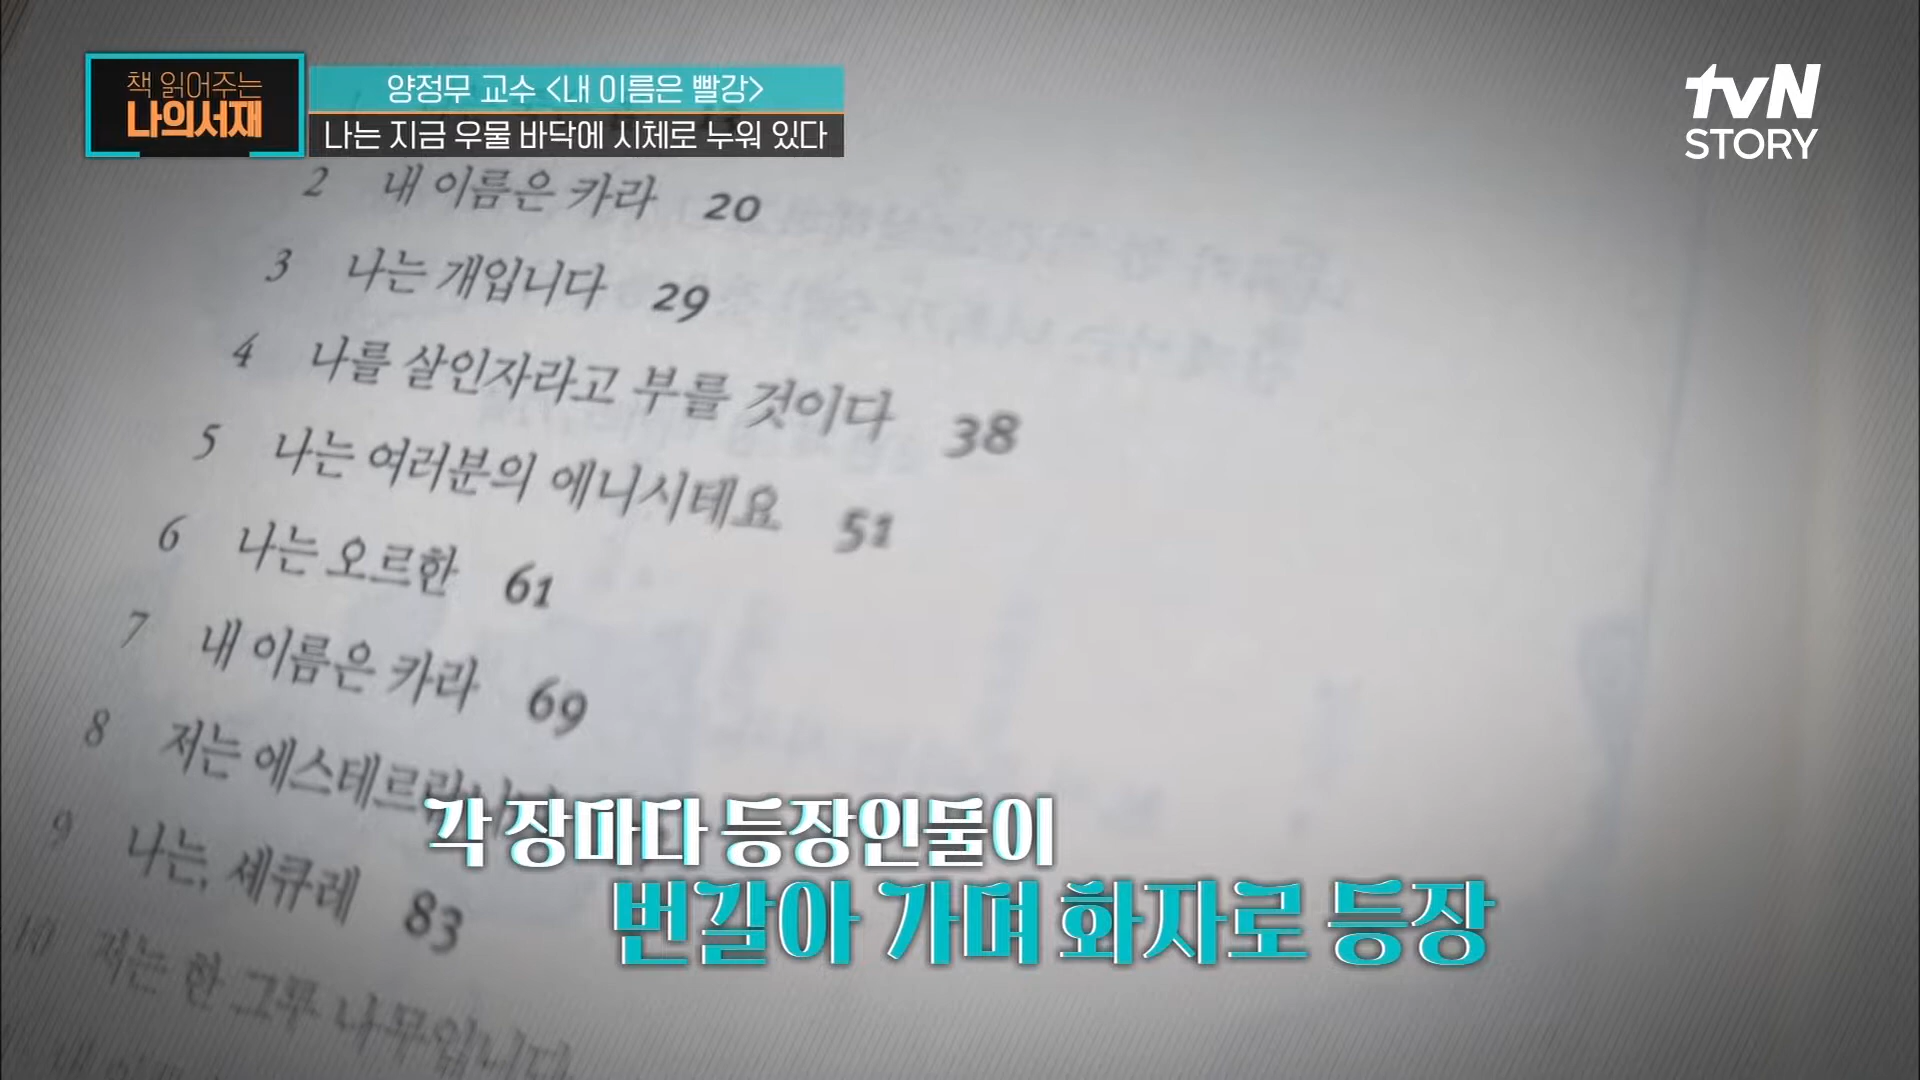 책 읽어주는
나의서재
양정무 교수 <내 이름은 빨강>
나는 지금 우물 바닥에 시체로 누워 있다
tvN
STORY
2 내 이름은 카라 20
3 나는 개입니다 29
4 나를 살인자라고 부를 것이다 38
5 나는 여러분의 에니시테요 51
6 나는 오르한 61
7 내 이름은 카라 69
8 저는 에스테르랍니다
9 나는, 세큐레 83
10 저는 한 그루 나무입니다
각 장마다 등장인물이
번갈아 가며 화자로 등장